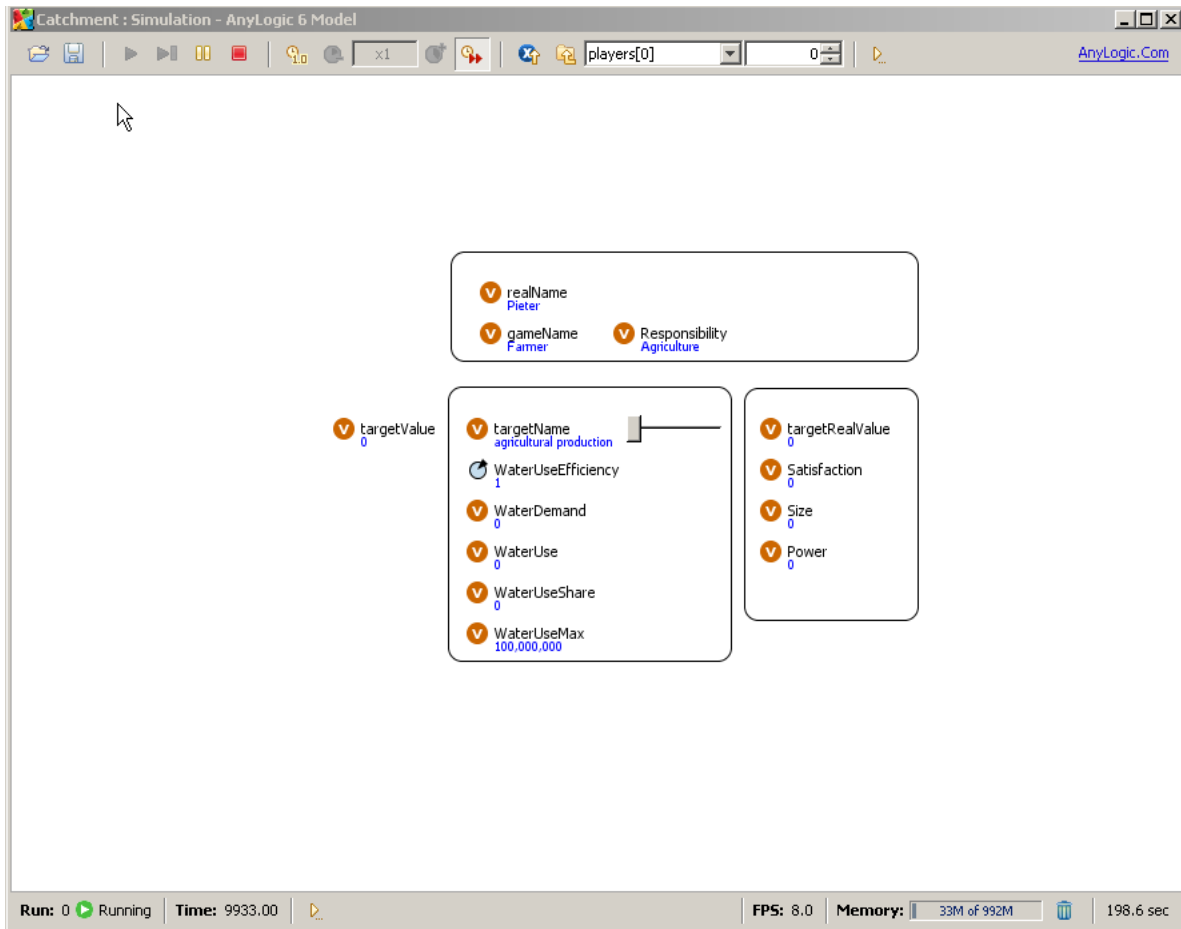 Catchment : Simulation - AnyLogic 6 Model
x1 players[0] 0 AnyLogic.Com
realName
Pieter
gameName Responsibility
Farmer Agriculture
targetValue targetName targetRealValue
0 agricultural production 0
WaterUseEfficiency Satisfaction
1 0
WaterDemand Size
0 0
WaterUse Power
0 0
WaterUseShare
0
WaterUseMax
100,000,000
Run: 0 Running Time: 9933.00 FPS: 8.0 Memory: 33M of 992M 198.6 sec